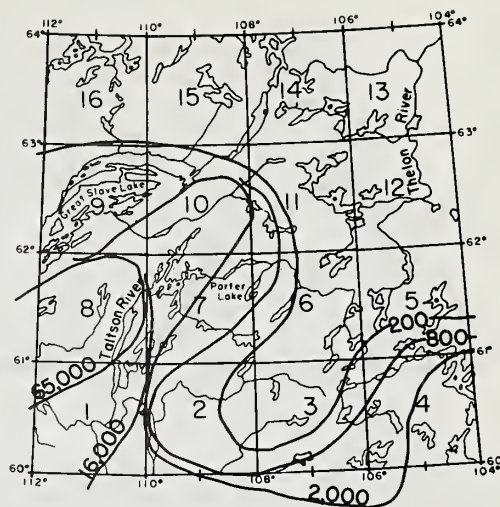 112° 110° 108° 106° 104°
64° 64°
16 15 14 13
River
63° 63°
Great Slave Lake
9 10 11 12
Thelon
62° 62°
8 7 Porter Lake 6 5
Taltson River
200
800
61° 61°
65,000
1 2 3 4
16,000
60° 60°
112° 110° 108° 106° 104°
2,000